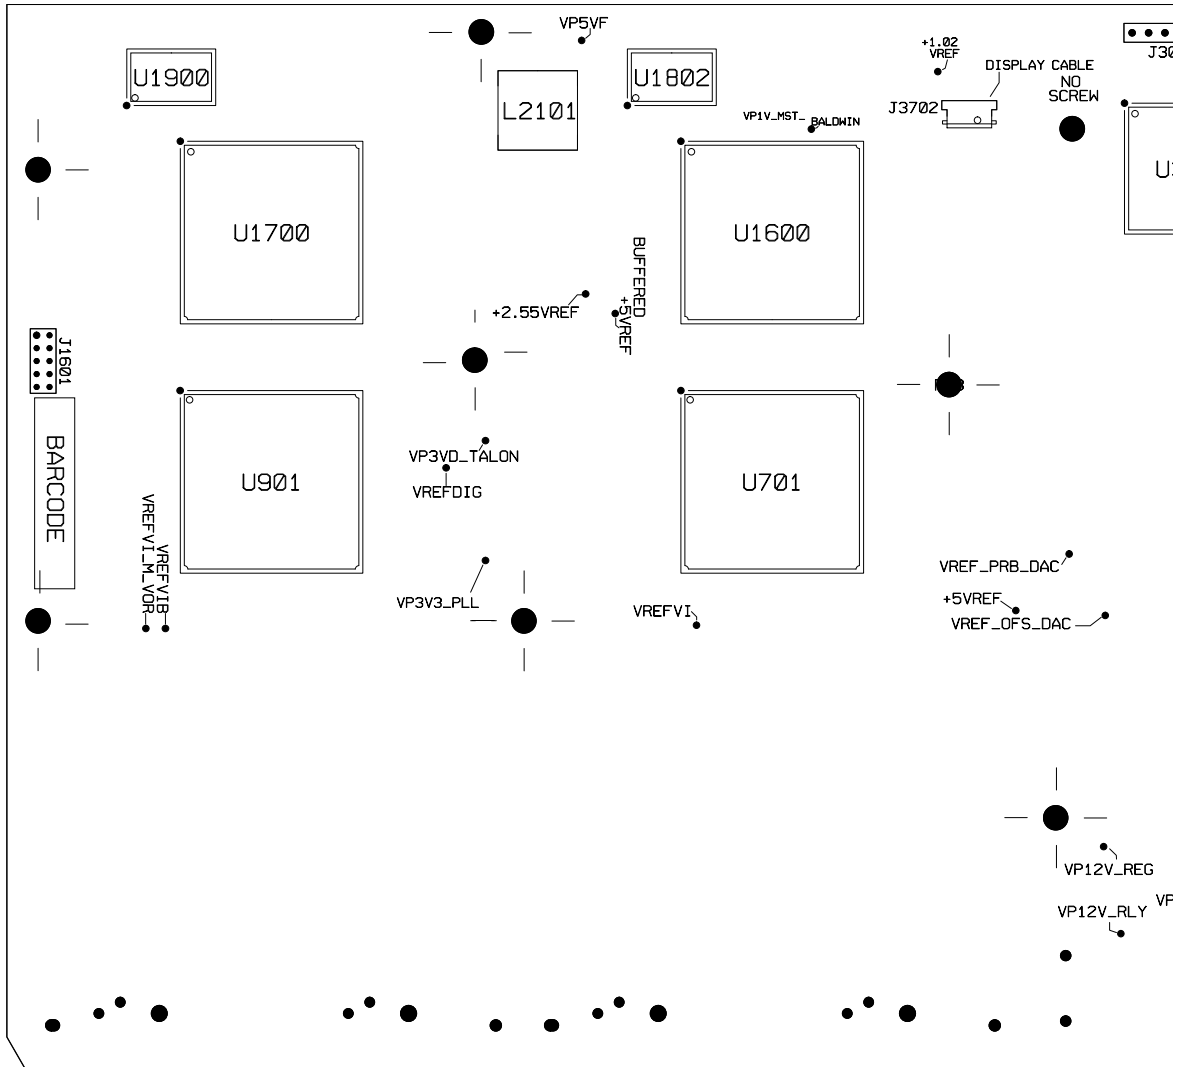 VP5VF
+1.02
VREF
DISPLAY CABLE
NO
SCREW
U1900
L2101
U1802
J3702
VP1V_MST_
BALDWIN
U1700
U1600
BUFFERED
+5VREF
+2.55VREF
J1601
BARCODE
VP3VD_TALON
VREFDIG
U901
U701
VREFVI_M_VOR
VREFVIB
VP3V3_PLL
VREFVI
VREF_PRB_DAC
+5VREF
VREF_OFS_DAC
VP12V_REG
VP12V_RLY
VP